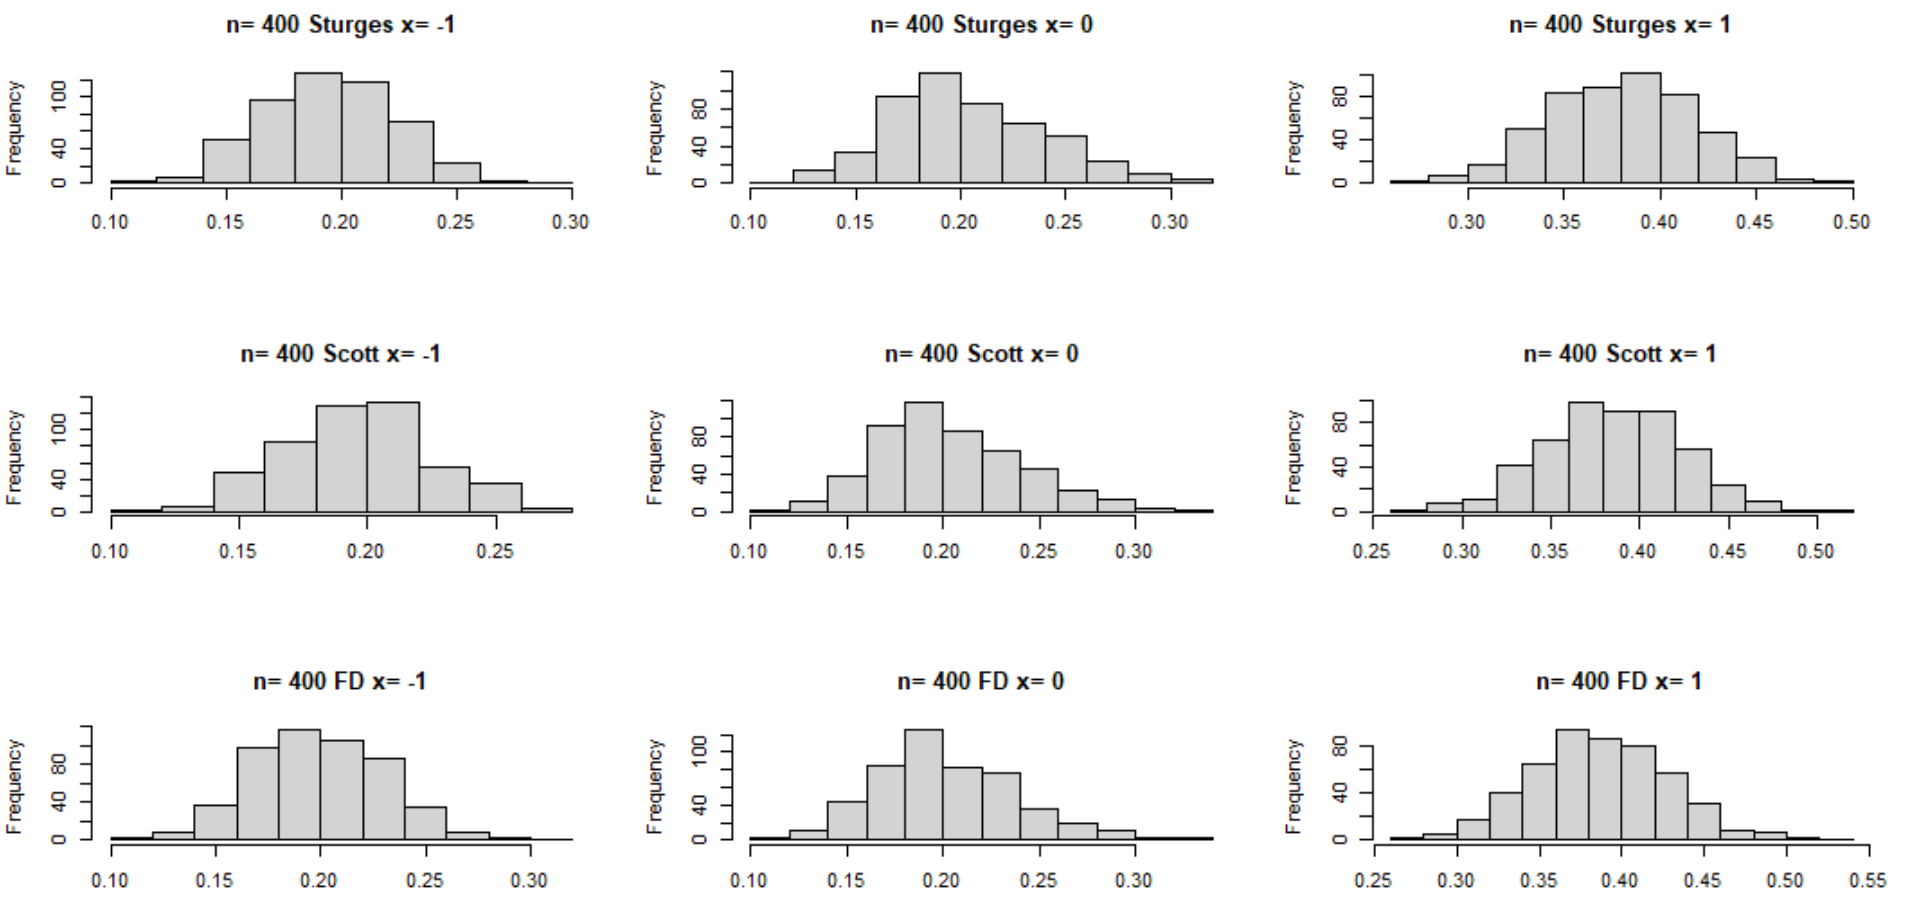 n= 400 Sturges x= -1
Frequency
0 40 100
0.10 0.15 0.20 0.25 0.30
n= 400 Sturges x= 0
Frequency
0 40 80
0.10 0.15 0.20 0.25 0.30
n= 400 Sturges x= 1
Frequency
0 40 80
0.30 0.35 0.40 0.45 0.50
n= 400 Scott x= -1
Frequency
0 40 100
0.10 0.15 0.20 0.25
n= 400 Scott x= 0
Frequency
0 40 80
0.10 0.15 0.20 0.25 0.30
n= 400 Scott x= 1
Frequency
0 40 80
0.25 0.30 0.35 0.40 0.45 0.50
n= 400 FD x= -1
Frequency
0 40 80
0.10 0.15 0.20 0.25 0.30
n= 400 FD x= 0
Frequency
0 40 100
0.10 0.15 0.20 0.25 0.30
n= 400 FD x= 1
Frequency
0 40 80
0.25 0.30 0.35 0.40 0.45 0.50 0.55